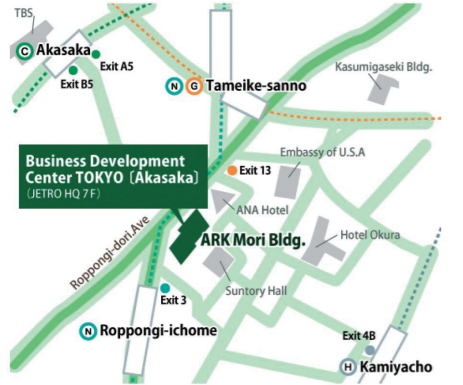 TBS
C Akasaka
Exit A5
Exit B5
N G Tameike-sanno
Kasumigaseki Bldg.
Business Development
Center TOKYO〔Akasaka〕
(JETRO HQ 7F)
Exit 13
Embassy of U.S.A
ANA Hotel
Roppongi-dori.Ave
ARK Mori Bldg.
Hotel Okura
Suntory Hall
Exit 3
N Roppongi-ichome
Exit 4B
H Kamiyacho